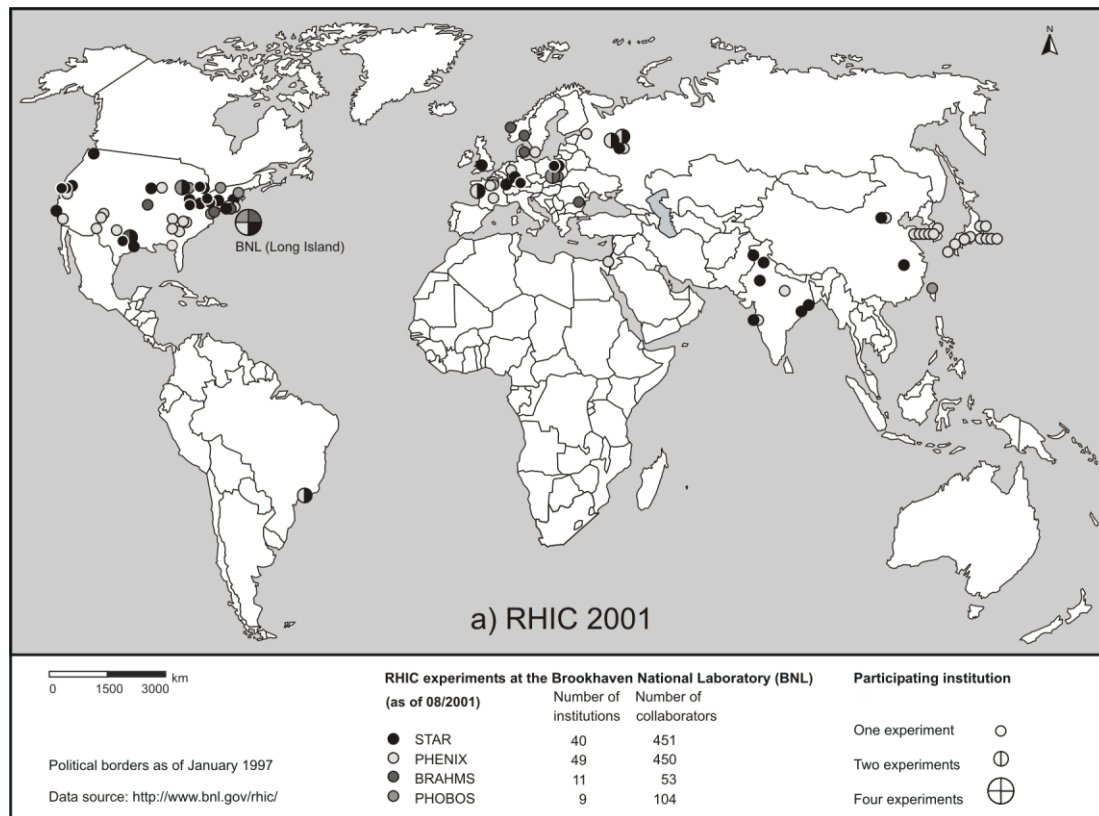 N
BNL (Long Island)
a) RHIC 2001
km
0 1500 3000
Political borders as of January 1997
Data source: http://www.bnl.gov/rhic/
RHIC experiments at the Brookhaven National Laboratory (BNL)
(as of 08/2001) Number of institutions Number of collaborators
STAR 40 451
PHENIX 49 450
BRAHMS 11 53
PHOBOS 9 104
Participating institution
One experiment
Two experiments
Four experiments